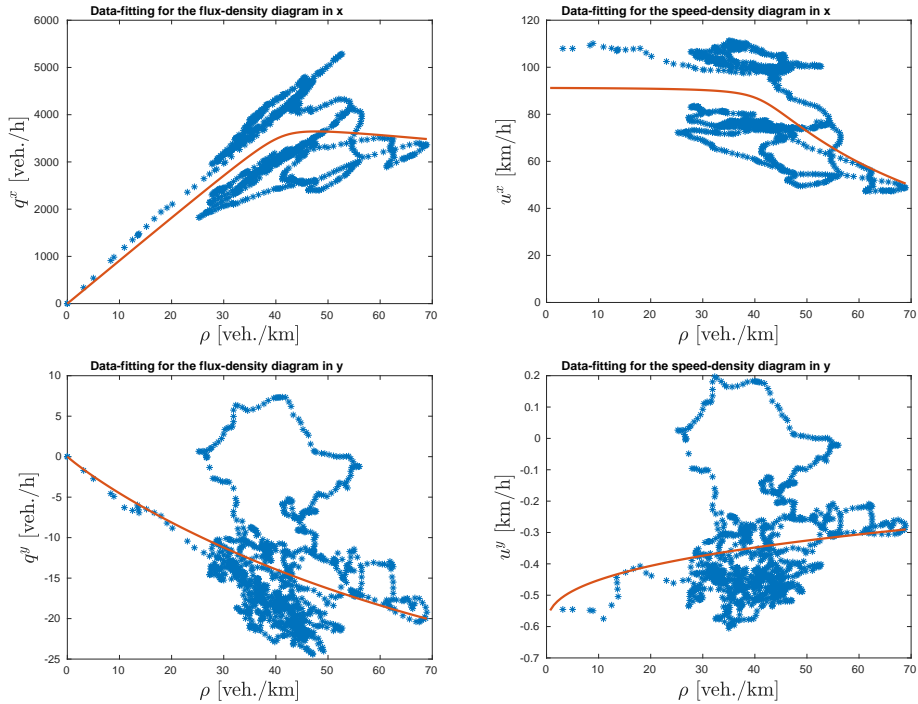 Data-fitting for the flux-density diagram in x
6000
5000
4000
3000
2000
1000
0
0 10 20 30 40 50 60 70
q^x [veh./h]
ρ [veh./km]
Data-fitting for the speed-density diagram in x
120
100
80
60
40
20
0
0 10 20 30 40 50 60 70
u^x [km/h]
ρ [veh./km]
Data-fitting for the flux-density diagram in y
10
5
0
-5
-10
-15
-20
-25
0 10 20 30 40 50 60 70
q^y [veh./h]
ρ [veh./km]
Data-fitting for the speed-density diagram in y
0.2
0.1
0
-0.1
-0.2
-0.3
-0.4
-0.5
-0.6
-0.7
0 10 20 30 40 50 60 70
u^y [km/h]
ρ [veh./km]